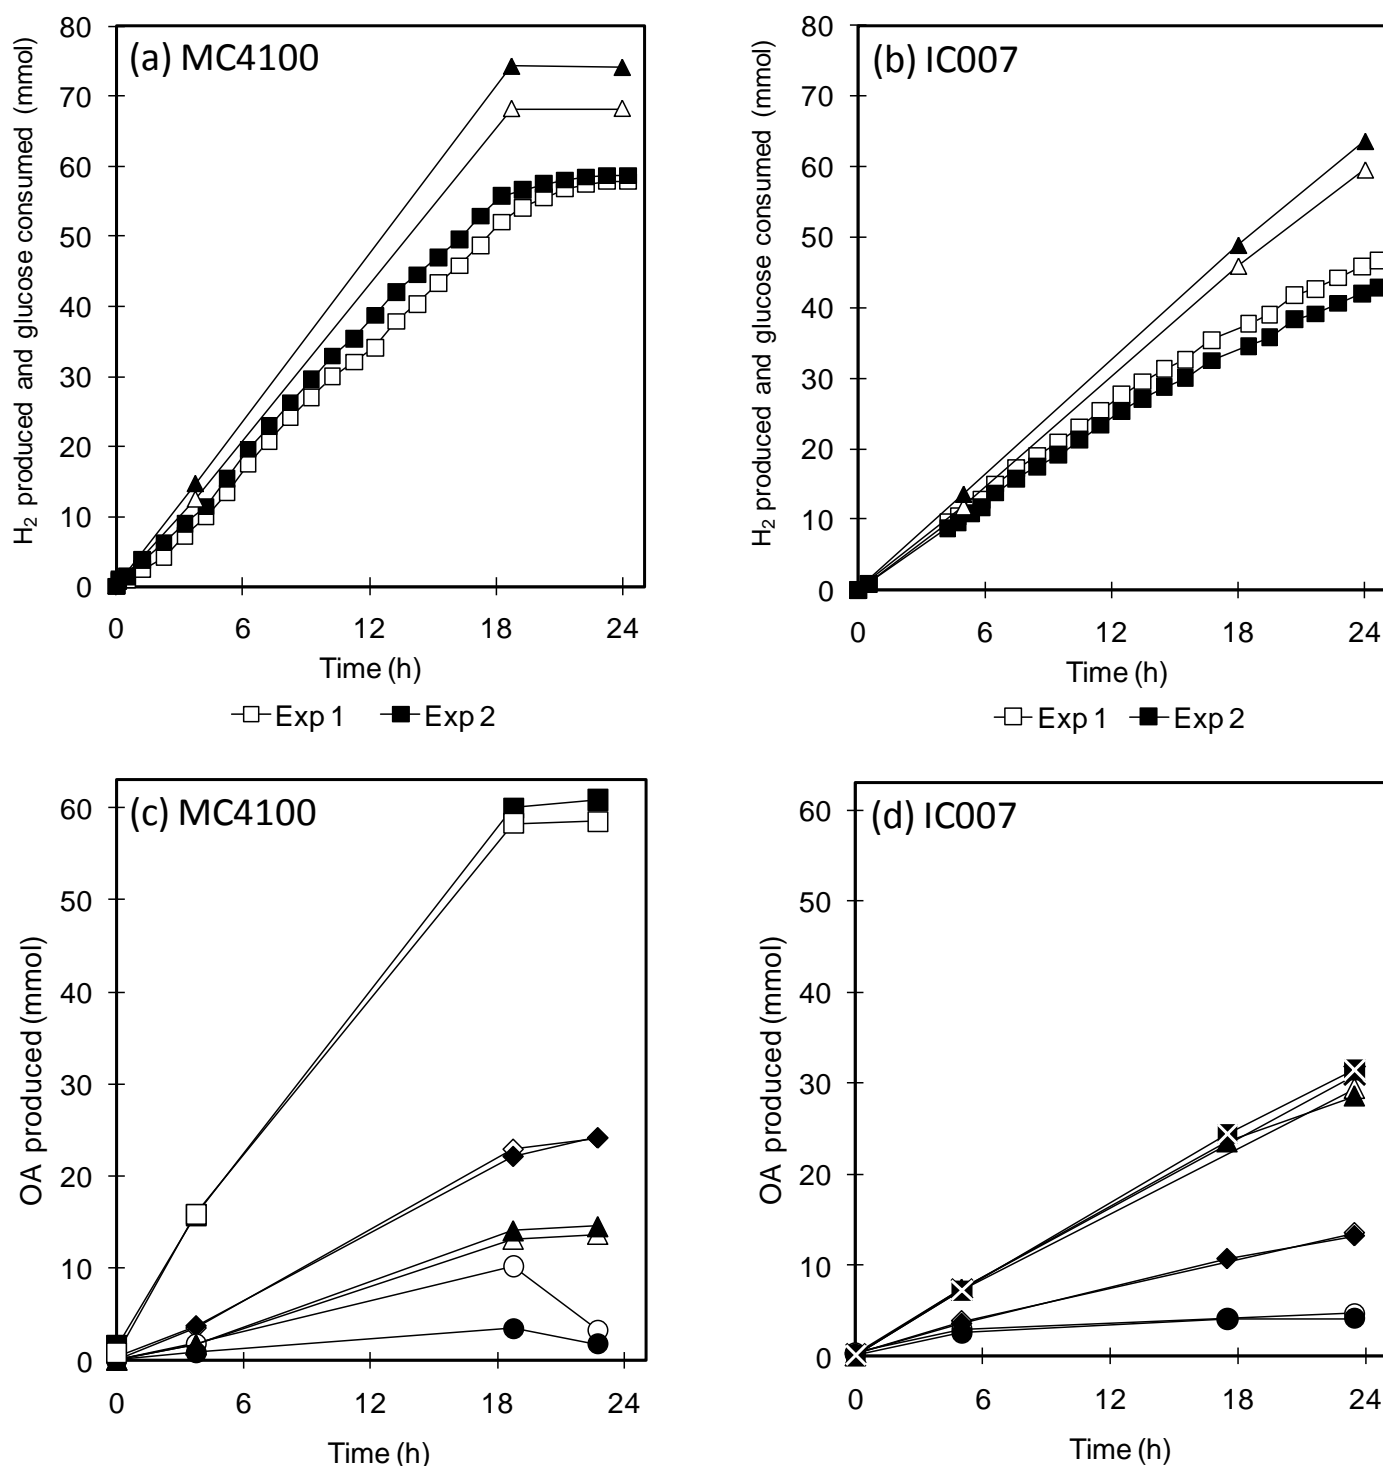 (a) MC4100
H₂ produced and glucose consumed (mmol)
80
70
60
50
40
30
20
10
0
0 6 12 18 24
Time (h)
Exp 1 Exp 2
(b) IC007
H₂ produced and glucose consumed (mmol)
80
70
60
50
40
30
20
10
0
0 6 12 18 24
Time (h)
Exp 1 Exp 2
(c) MC4100
OA produced (mmol)
60
50
40
30
20
10
0
0 6 12 18 24
Time (h)
(d) IC007
OA produced (mmol)
60
50
40
30
20
10
0
0 6 12 18 24
Time (h)